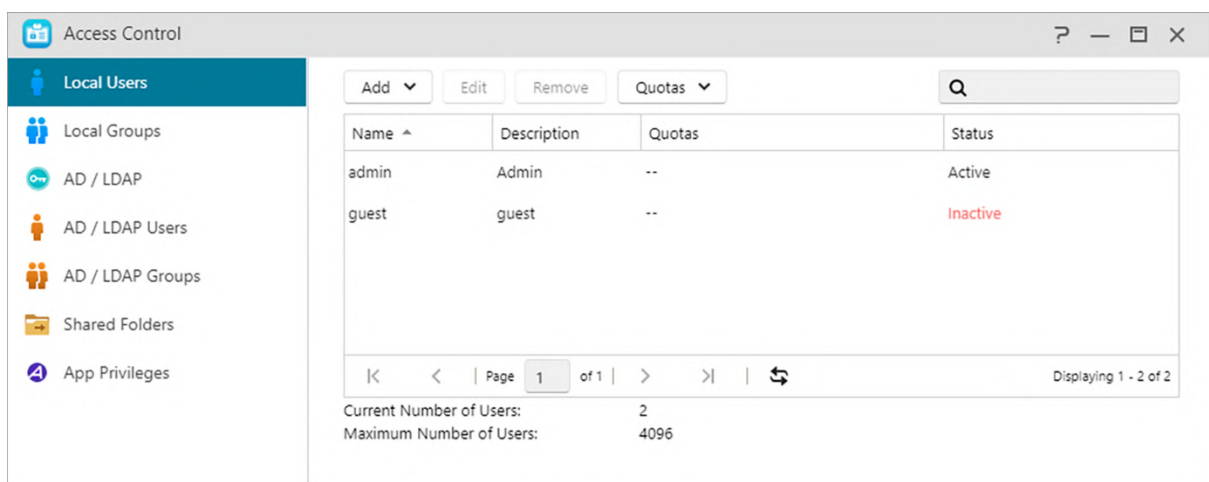 Access Control
Local Users
Local Groups
AD / LDAP
AD / LDAP Users
AD / LDAP Groups
Shared Folders
App Privileges
Add Edit Remove Quotas
Name Description Quotas Status
admin Admin -- Active
guest guest -- Inactive
Page 1 of 1 Displaying 1 - 2 of 2
Current Number of Users: 2
Maximum Number of Users: 4096